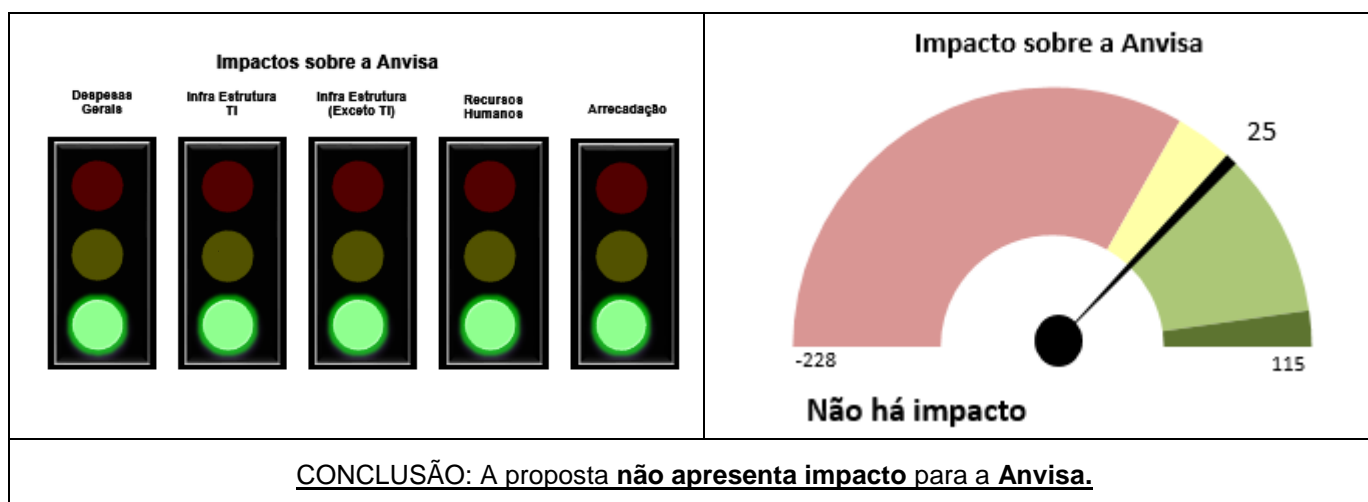 Impactos sobre a Anvisa
Despesas
Gerais
Infra Estrutura
TI
Infra Estrutura
(Exceto TI)
Recursos
Humanos
Arrecadação
Impacto sobre a Anvisa
25
-228
115
Não há impacto
CONCLUSÃO: A proposta não apresenta impacto para a Anvisa.